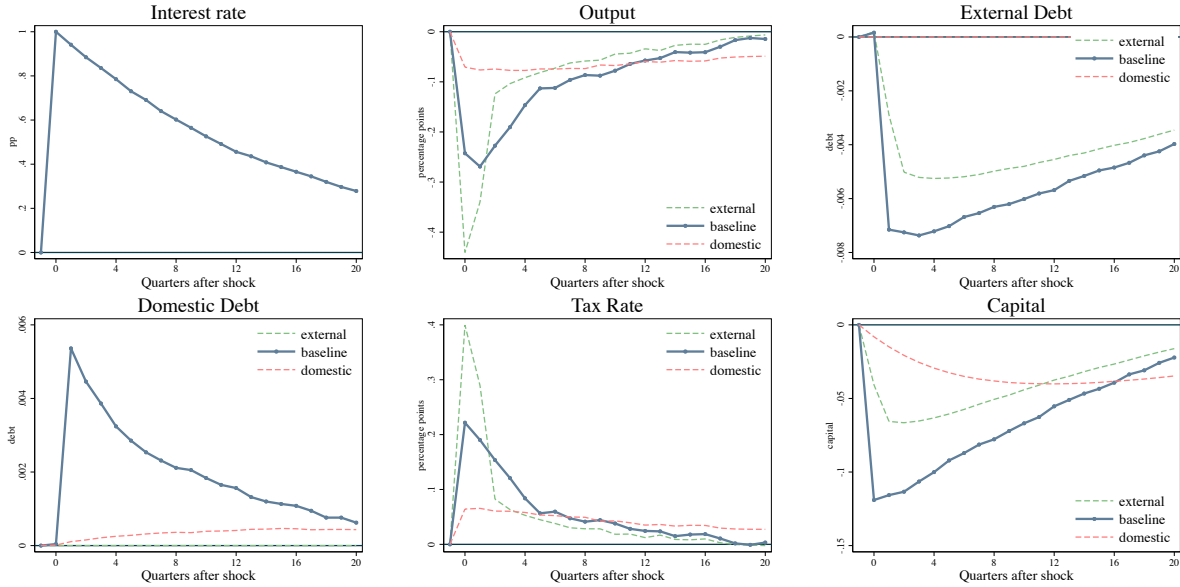 Interest rate
pp
0 .2 .4 .6 .8 1
0 4 8 12 16 20
Quarters after shock
Output
percentage points
-.4 -.3 -.2 -.1 0
external
baseline
domestic
0 4 8 12 16 20
Quarters after shock
External Debt
debt
-.008 -.006 -.004 -.002 0
external
baseline
domestic
0 4 8 12 16 20
Quarters after shock
Domestic Debt
debt
0 .002 .004 .006
external
baseline
domestic
0 4 8 12 16 20
Quarters after shock
Tax Rate
percentage points
0 .1 .2 .3 .4
external
baseline
domestic
0 4 8 12 16 20
Quarters after shock
Capital
capital
-.15 -.1 -.05 0
external
baseline
domestic
0 4 8 12 16 20
Quarters after shock